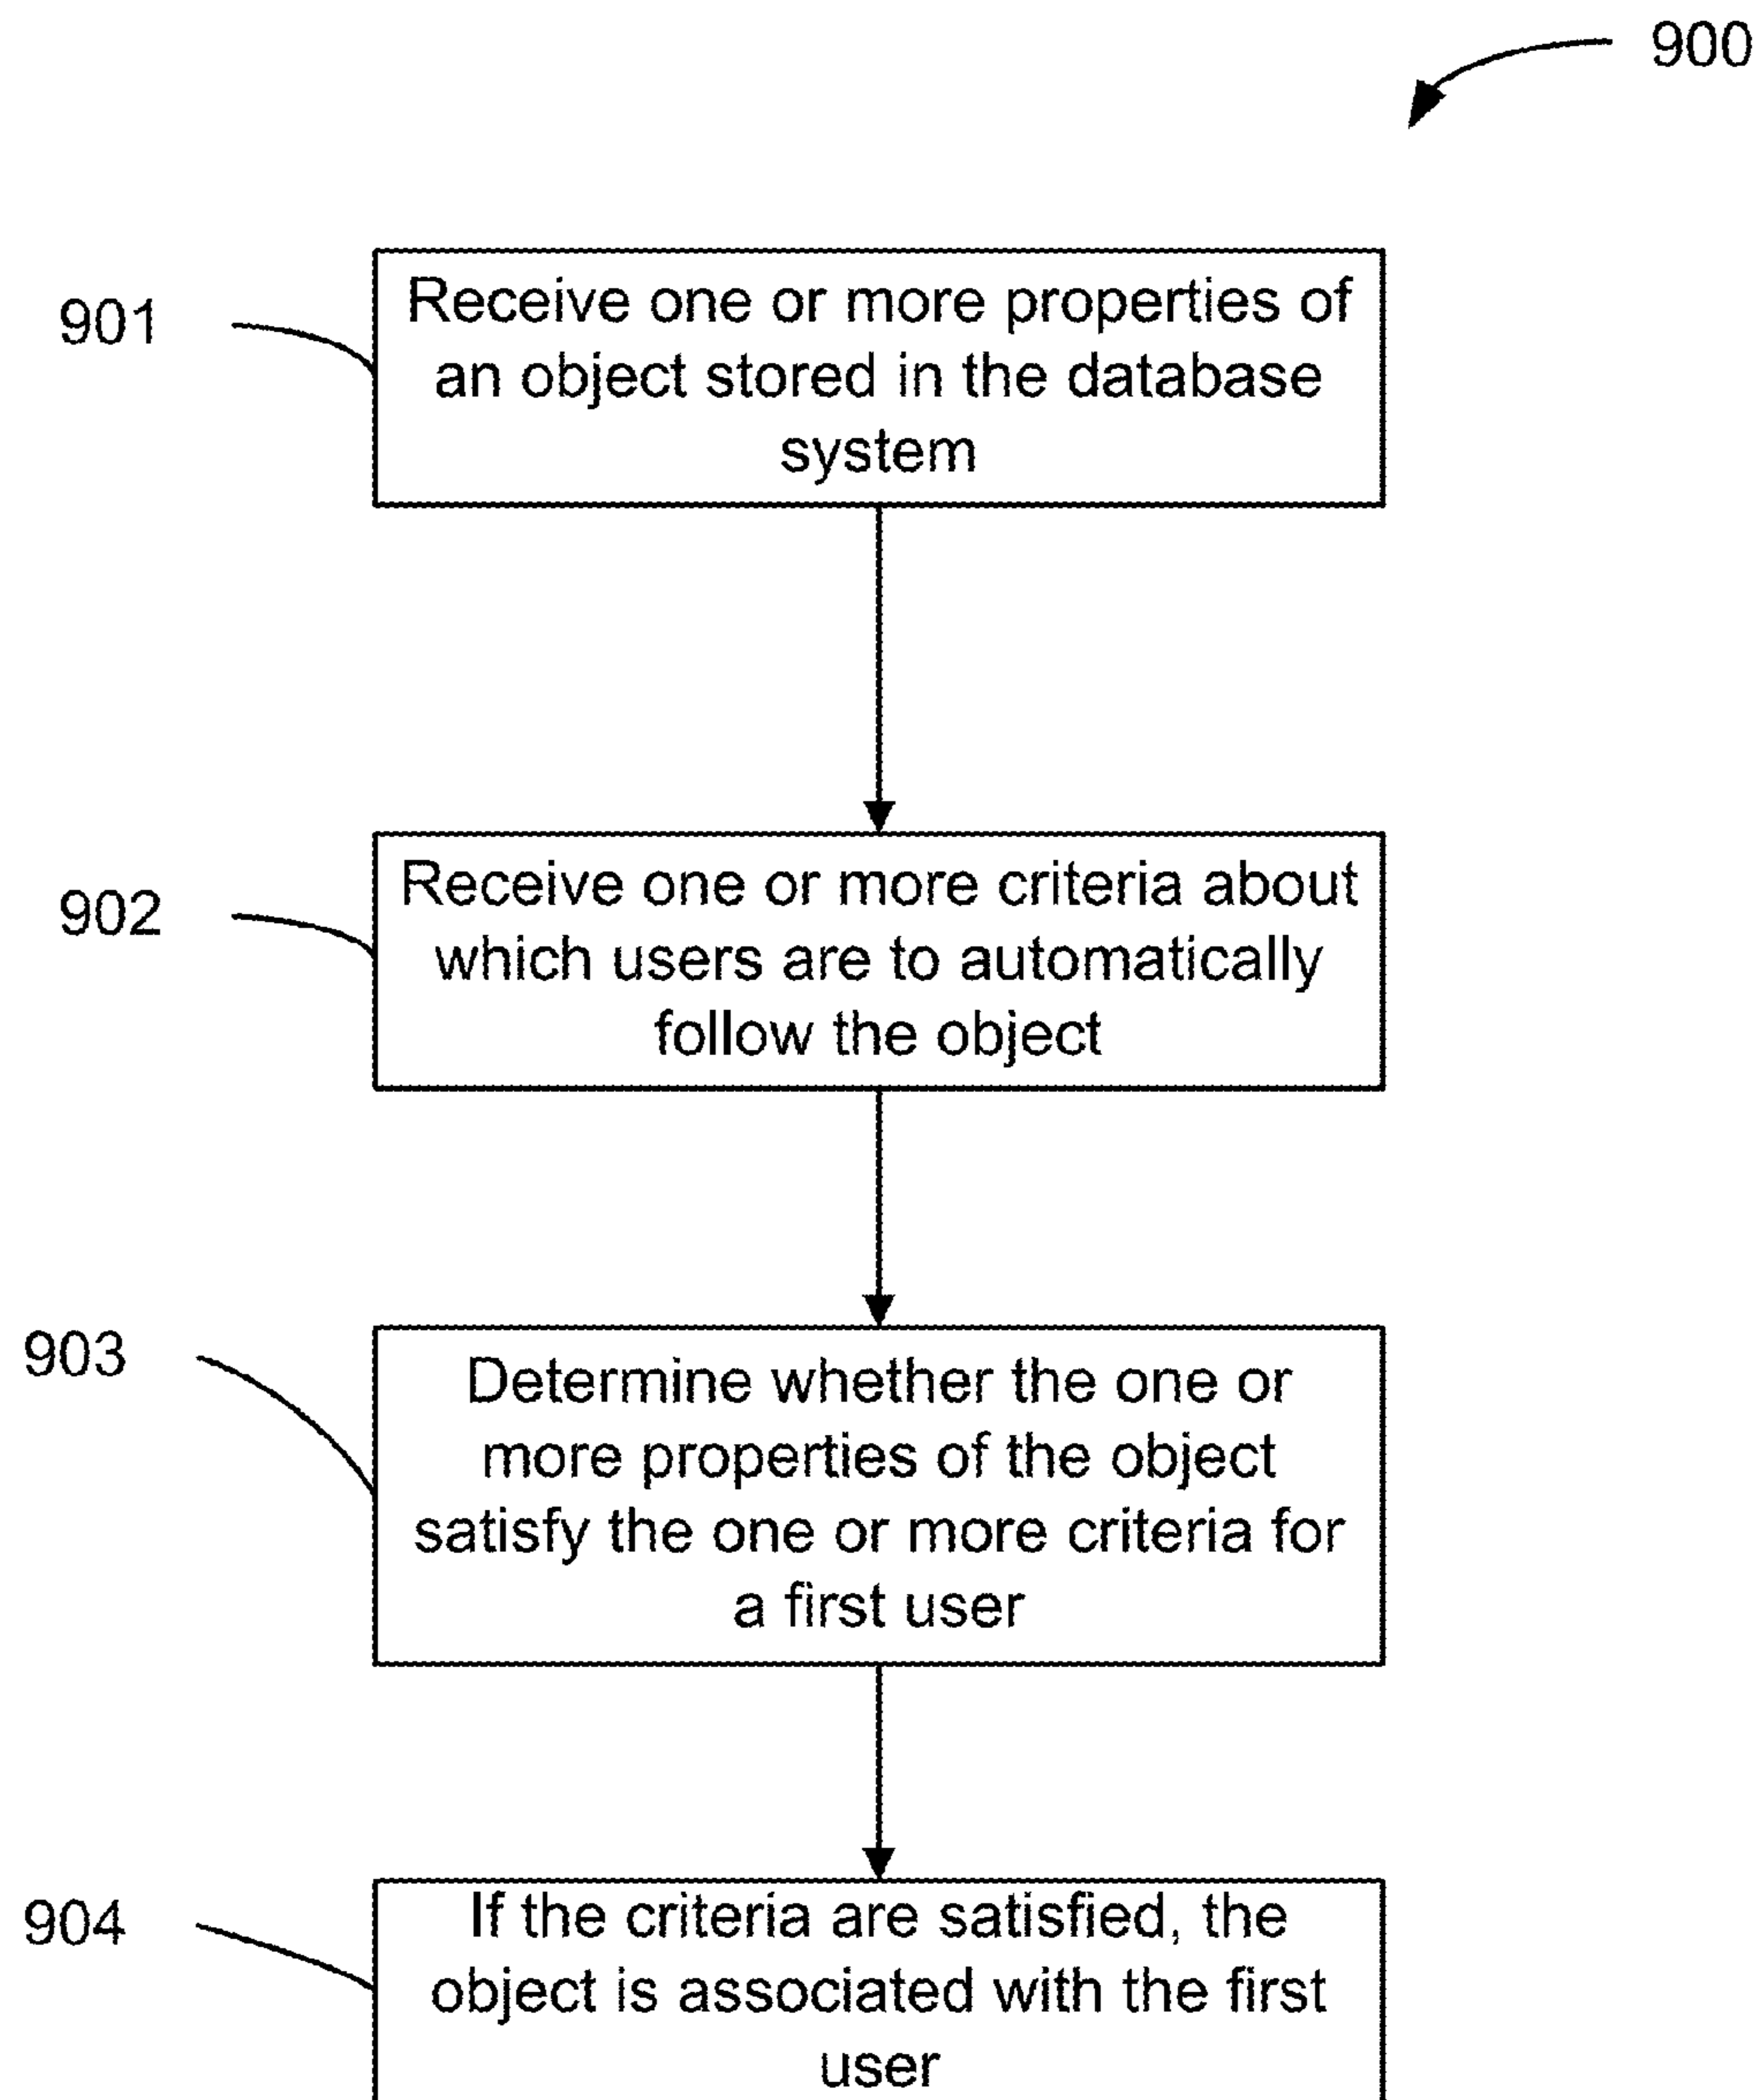 900
901
Receive one or more properties of
an object stored in the database
system
902
Receive one or more criteria about
which users are to automatically
follow the object
903
Determine whether the one or
more properties of the object
satisfy the one or more criteria for
a first user
904
If the criteria are satisfied, the
object is associated with the first
user